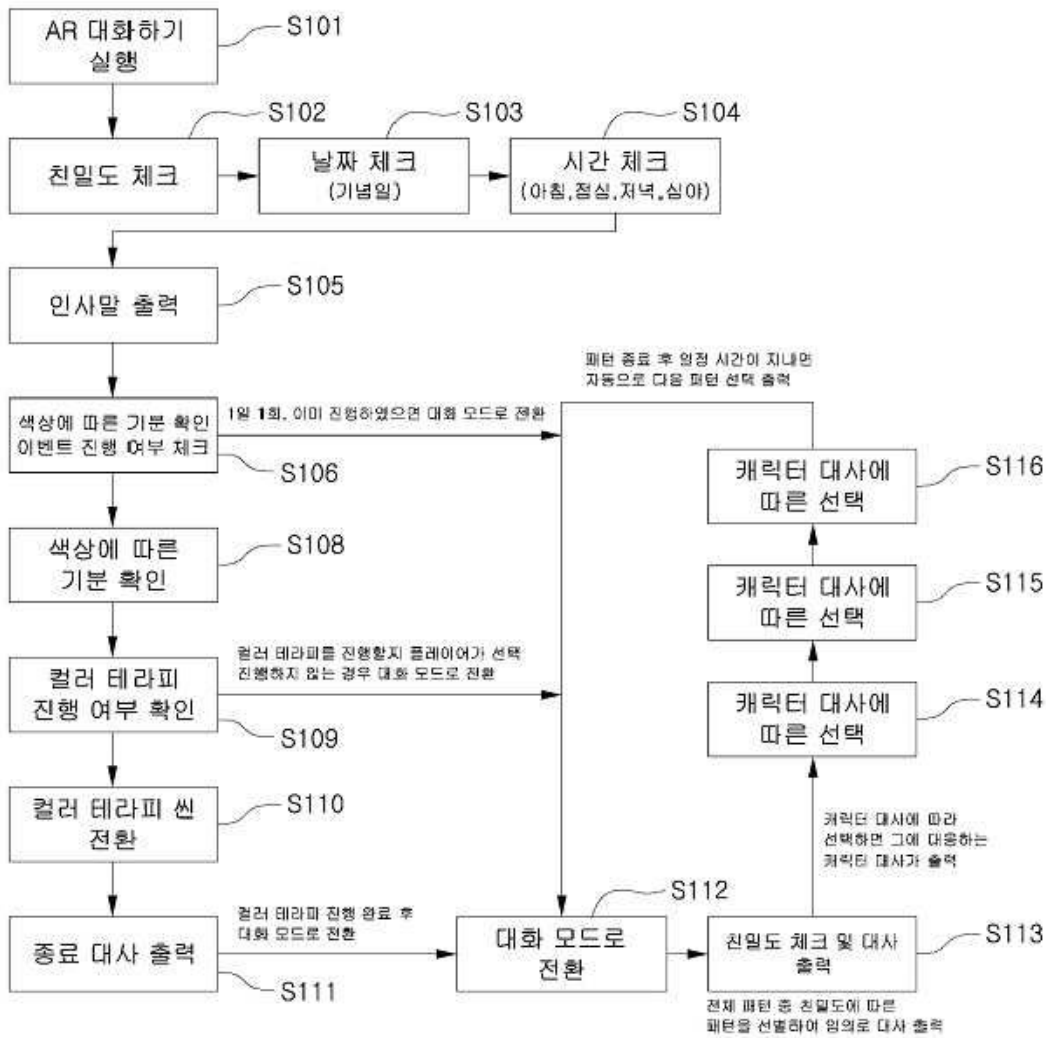 AR 대화하기
실행
S101
친밀도 체크
S102
날짜 체크
(기념일)
S103
시간 체크
(아침,점심,저녁,심야)
S104
인사말 출력
S105
색상에 따른 기분 확인
이벤트 진행 여부 체크
S106
1일 1회, 이미 진행하였으면 대화 모드로 전환
색상에 따른
기분 확인
S108
컬러 테라피
진행 여부 확인
S109
컬러 테라피를 진행할지 플레이어가 선택
진행하지 않는 경우 대화 모드로 전환
컬러 테라피 씬
전환
S110
종료 대사 출력
S111
컬러 테라피 진행 완료 후
대화 모드로 전환
대화 모드로
전환
S112
친밀도 체크 및 대사
출력
S113
전체 패턴 중 친밀도에 따른
패턴을 선별하여 임의로 대사 출력
캐릭터 대사에 따라
선택하면 그에 대응하는
캐릭터 대사가 출력
캐릭터 대사에
따른 선택
S114
캐릭터 대사에
따른 선택
S115
캐릭터 대사에
따른 선택
S116
패턴 종료 후 일정 시간이 지내면
자동으로 다음 패턴 선택 출력